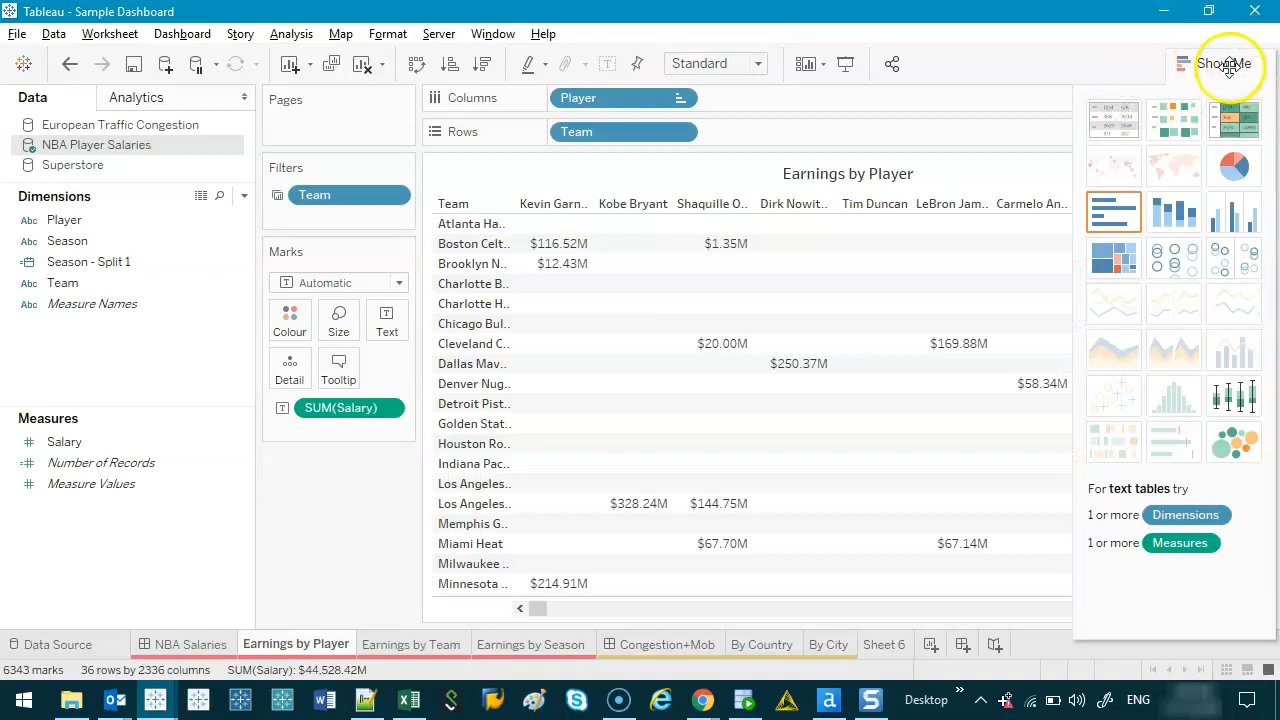 Tableau - Sample Dashboard
File Data Worksheet Dashboard Story Analysis Map Format Server Window Help
Standard
Show Me
Data Analytics
European Traffic Congestion
NBA Player Salaries
Superstore
Dimensions
Abc Player
Abc Season
Season - Split 1
Abc Team
Abc Measure Names
Measures
Salary
Number of Records
Measure Values
Pages
Filters
Team
Marks
Automatic
Colour Size Text
Detail Tooltip
SUM(Salary)
Columns Player
Rows Team
Earnings by Player
Team Kevin Garn.. Kobe Bryant Shaquille O.. Dirk Nowit.. Tim Duncan LeBron Jam.. Carmelo An..
Atlanta Ha..
Boston Celt.. $116.52M $1.35M
Brooklyn N.. $12.43M
Charlotte B..
Charlotte H..
Chicago Bul..
Cleveland C.. $20.00M $169.88M
Dallas Mav.. $250.37M
Denver Nug.. $58.34M
Detroit Pist..
Golden Stat..
Houston Ro..
Indiana Pac..
Los Angeles..
Los Angeles.. $328.24M $144.75M
Memphis G..
Miami Heat $67.70M $67.14M
Milwaukee ..
Minnesota .. $214.91M
For text tables try
1 or more Dimensions
1 or more Measures
Data Source NBA Salaries Earnings by Player Earnings by Team Earnings by Season Congestion+Mob By Country By City Sheet 6
6343 marks 36 rows by 2336 columns SUM(Salary): $44,528.42M
Desktop » ENG